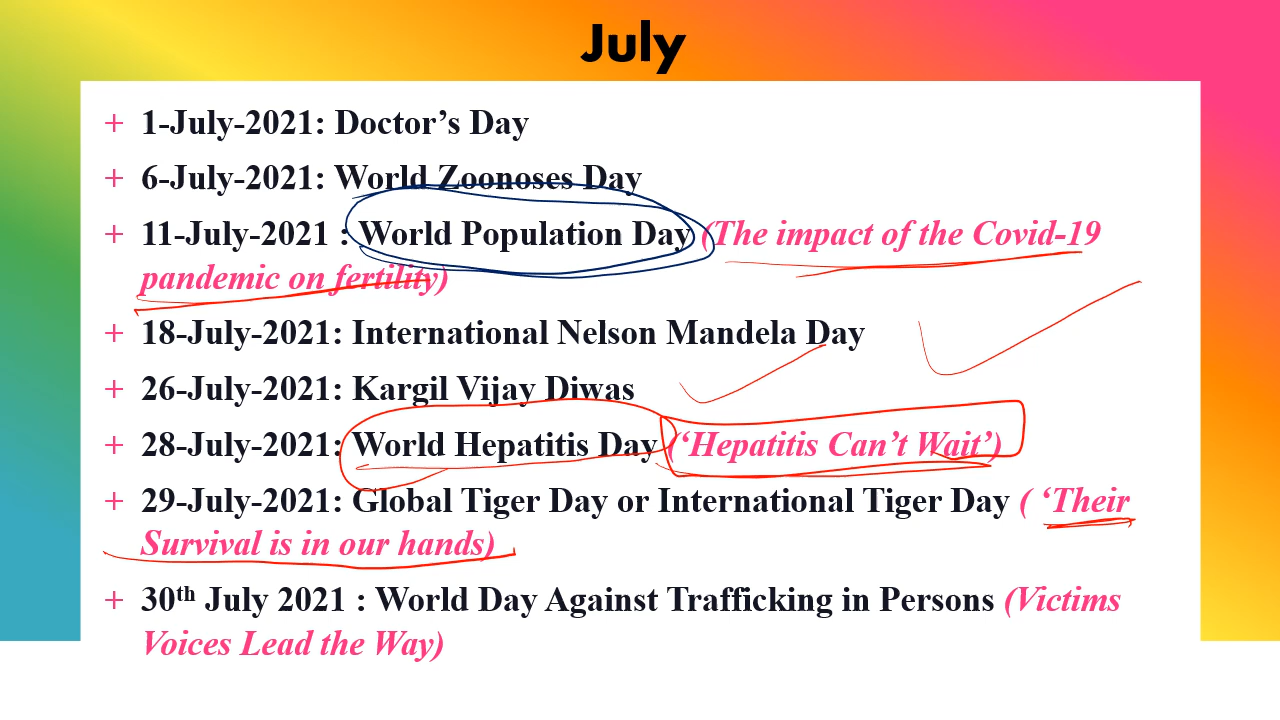 July
+ 1-July-2021: Doctor’s Day
+ 6-July-2021: World Zoonoses Day
+ 11-July-2021 : World Population Day (The impact of the Covid-19
pandemic on fertility)
+ 18-July-2021: International Nelson Mandela Day
+ 26-July-2021: Kargil Vijay Diwas
+ 28-July-2021: World Hepatitis Day (‘Hepatitis Can’t Wait’)
+ 29-July-2021: Global Tiger Day or International Tiger Day ( ‘Their
Survival is in our hands)
+ 30th July 2021 : World Day Against Trafficking in Persons (Victims
Voices Lead the Way)